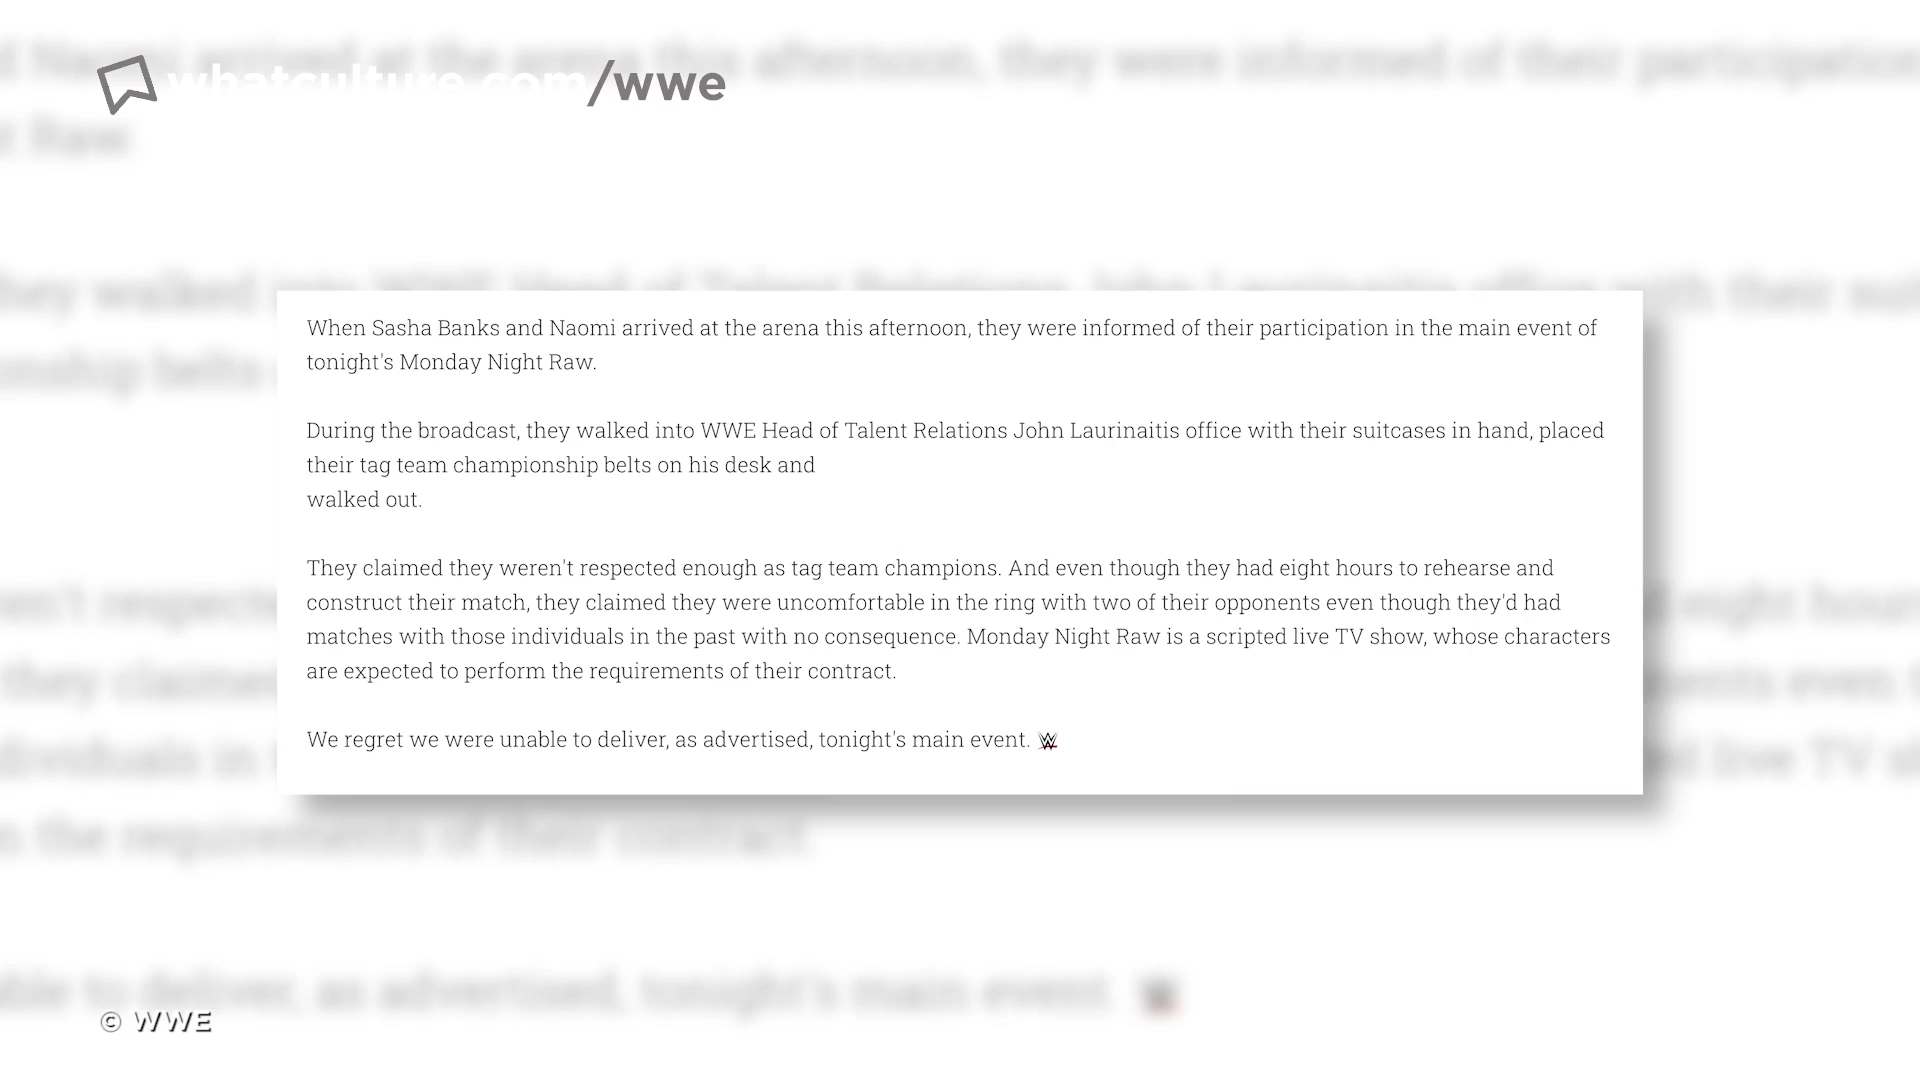 whatculture.com/wwe
When Sasha Banks and Naomi arrived at the arena this afternoon, they were informed of their participation in the main event of
tonight's Monday Night Raw.
During the broadcast, they walked into WWE Head of Talent Relations John Laurinaitis office with their suitcases in hand, placed
their tag team championship belts on his desk and
walked out.
They claimed they weren't respected enough as tag team champions. And even though they had eight hours to rehearse and
construct their match, they claimed they were uncomfortable in the ring with two of their opponents even though they'd had
matches with those individuals in the past with no consequence. Monday Night Raw is a scripted live TV show, whose characters
are expected to perform the requirements of their contract.
We regret we were unable to deliver, as advertised, tonight's main event.
© WWE